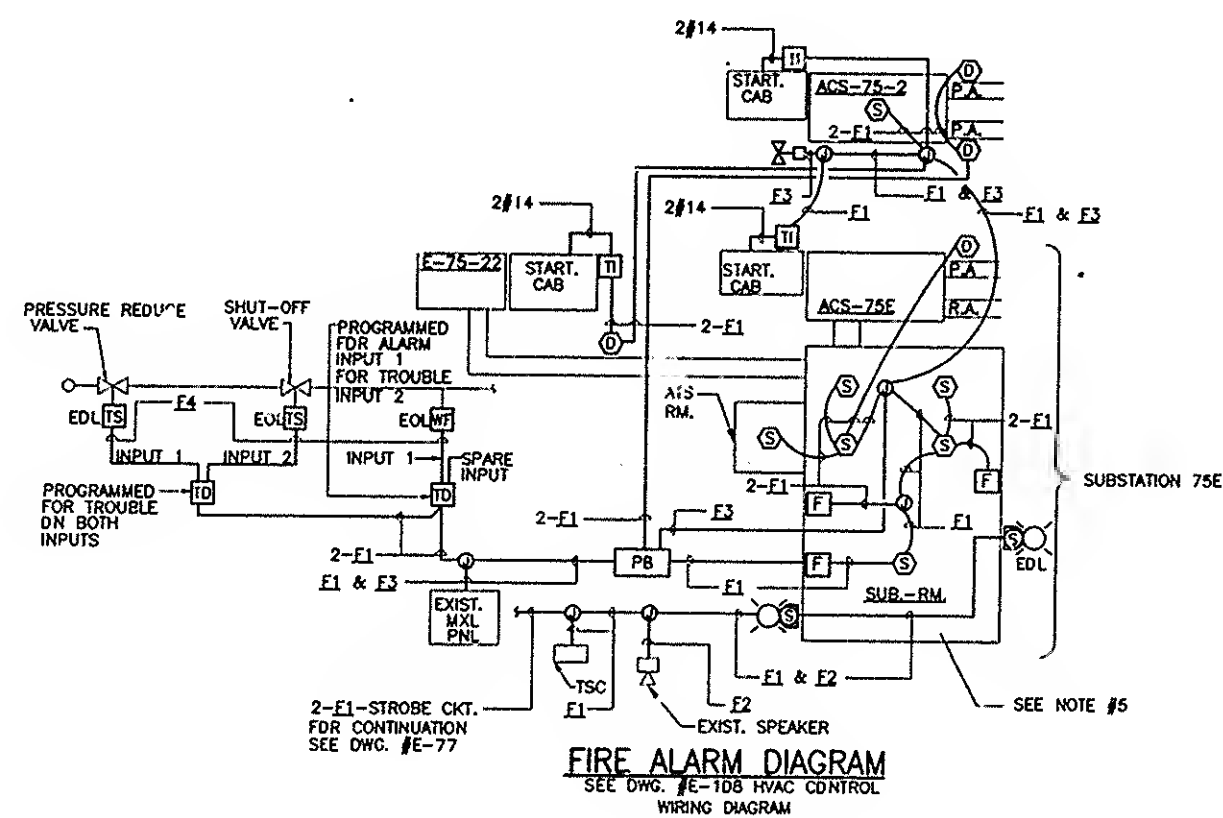 2#14
TI
START.
CAB
ACS-75-2
S
D
P.A.
2-F1
P.A.
D
J
J
F3
F1 & F3
F1
F1 & F3
2#14
2#14
TI
START.
CAB
D
P.A.
R.A.
ACS-75E
E-75-22
START.
CAB
TI
2-F1
D
PRESSURE REDUCE
VALVE
SHUT-OFF
VALVE
PROGRAMMED
FDR ALARM
INPUT 1
FOR TROUBLE
INPUT 2
EDL
TS
F4
EOL
TS
EOL
WF
INPUT 1
INPUT 2
INPUT 1
SPARE
INPUT
TD
TD
PROGRAMMED
FOR TROUBLE
DN BOTH
INPUTS
RM.
S
J
S
2-F1
S
S
S
F
2-F1
F
J
SUBSTATION 75E
F1
2-F1
F3
2-F1
J
PB
F
S
S
EDL
F1 & F3
F1
SUB.-RM.
EXIST.
MXL
PNL
J
J
S
TSC
F1
F2
F1 & F2
EXIST. SPEAKER
SEE NOTE #5
2-F1-STROBE CKT.
FDR CONTINUATION
SEE DWG. #E-77
FIRE ALARM DIAGRAM
SEE DWG. #E-1D8 HVAC CDNTROL
WIRING DIAGRAM